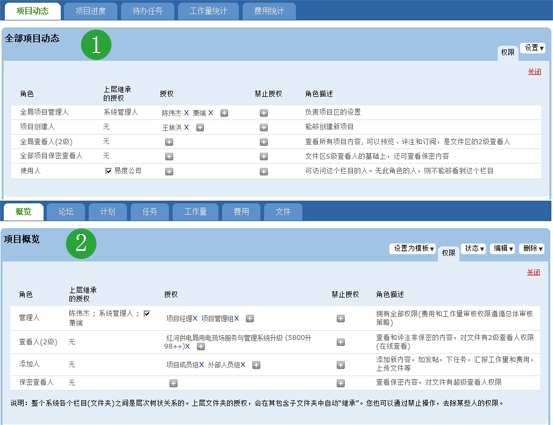 项目动态 项目进度 待办任务 工作量统计 费用统计
全部项目动态 1
权限 设置▼
关闭
角色 上层继承的授权 授权 禁止授权 角色描述
全局项目管理人 系统管理人 陈伟杰 X 萧端 X 负责项目区的设置
项目创建人 无 王林洪 X 能够创建新项目
全局查看人(2级) 无 查看所有项目内容, 可以预览、评注和订阅, 是文件区的2级查看人
全部项目保密查看人 无 文件区5级查看人的基础上, 还可查看保密内容
使用人 易度公司 可访问这个栏目的人。无此角色的人。则不能够看到这个栏目
概览 论坛 计划 任务 工作量 费用 文件
项目概览 2
设置为模板▼ 权限 状态▼ 编辑▼ 删除▼
关闭
角色 上层继承的授权 授权 禁止授权 角色描述
管理人 陈伟杰 ; 系统管理人 ; 萧端 项目经理X 项目管理组X 拥有全部权限(费用和工作量审核权限遵循总体审核策略)
查看人(2级) 无 红河供电局用电现场服务与管理系统升级 (5800升98++)X 查看和评注非保密的内容, 对文件有2级查看人权限(在线查看)
添加人 无 项目成员组X 外部人员组X 添加新内容, 如发帖、下任务, 汇报工作量和费用, 上传文件等
保密查看人 无 查看保密内容, 对文件有超级查看人权限
说明：整个系统各个栏目(文件夹)之间是层次树状关系的。上层文件夹的授权，会在其包含子文件夹中自动“继承”。您也可以通过禁止操作，去除某些人的权限。